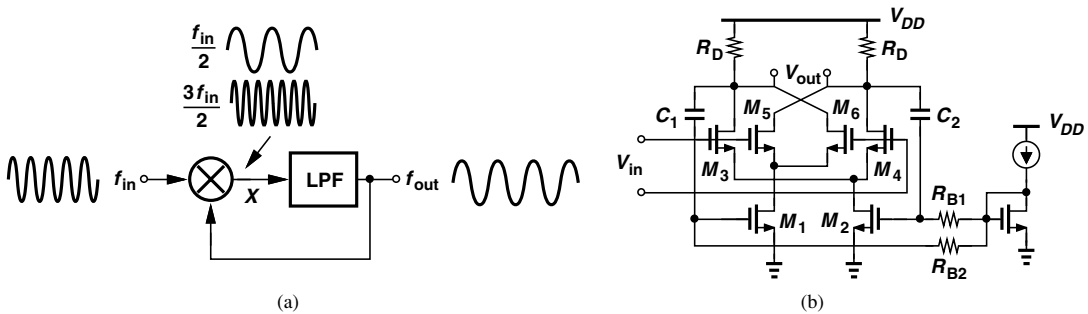 f_in
2
3f_in
2
f_in
X
LPF
f_out
(a)
V_DD
R_D
R_D
V_out
C_1
M_5
M_6
C_2
V_DD
V_in
M_3
M_4
R_B1
M_1
M_2
R_B2
(b)